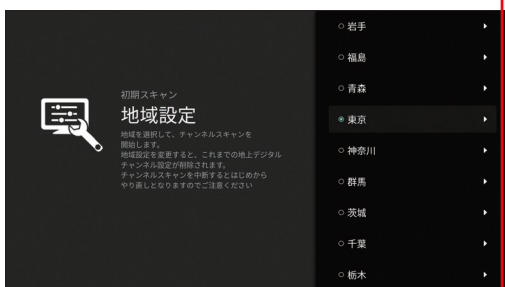 初期スキャン
地域設定
地域を選択して、チャンネルスキャンを
開始します。
地域設定を変更すると、これまでの地上デジタル
チャンネル設定が削除されます。
チャンネルスキャンを中断するとはじめから
やり直しとなりますのでご注意ください
岩手
福島
青森
東京
神奈川
群馬
茨城
千葉
栃木